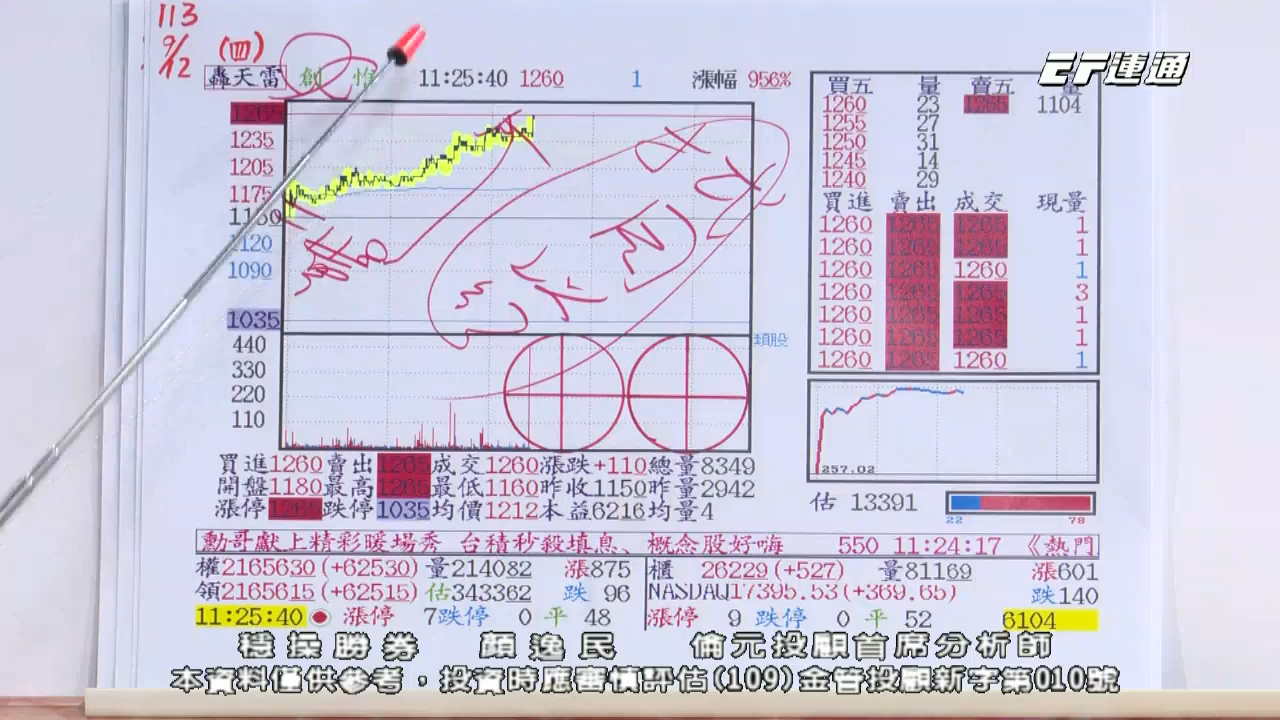 113
9/12 (四)
EF運通
轟天雷 創惟 11:25:40 1260 1 漲幅 956%
1265
1235
1205
1175
1150
1120
1090
1035
440
330
220
110
類股
買五 量 賣五 量
1260 23 1265 1104
1255 27
1250 31
1245 14
1240 29
買進 賣出 成交 現量
1260 1265 1265 1
1260 1265 1265 1
1260 1265 1260 1
1260 1265 1265 3
1260 1265 1265 1
1260 1265 1265 1
1260 1265 1260 1
257.02
估 13391
22 78
買進1260賣出1265成交1260漲跌+110總量8349
開盤1180最高1265最低1160昨收1150昨量2942
漲停1265跌停1035均價1212本益6216均量4
勳哥獻上精彩暖場秀 台積秒殺填息、概念股好嗨 550 11:24:17 《熱門
權2165630(+62530)量214082 漲875 櫃 26229(+527) 量81169 漲601
領2165615(+62515)估343362 跌 96 NASDAQ17395.53(+369.65) 跌140
11:25:40 漲停 7跌停 0平 48 漲停 9跌停 0平 52 6104
穩操勝券 顏逸民 倫元投顧首席分析師
本資料僅供參考，投資時應審慎評估(109)金管投顧新字第010號